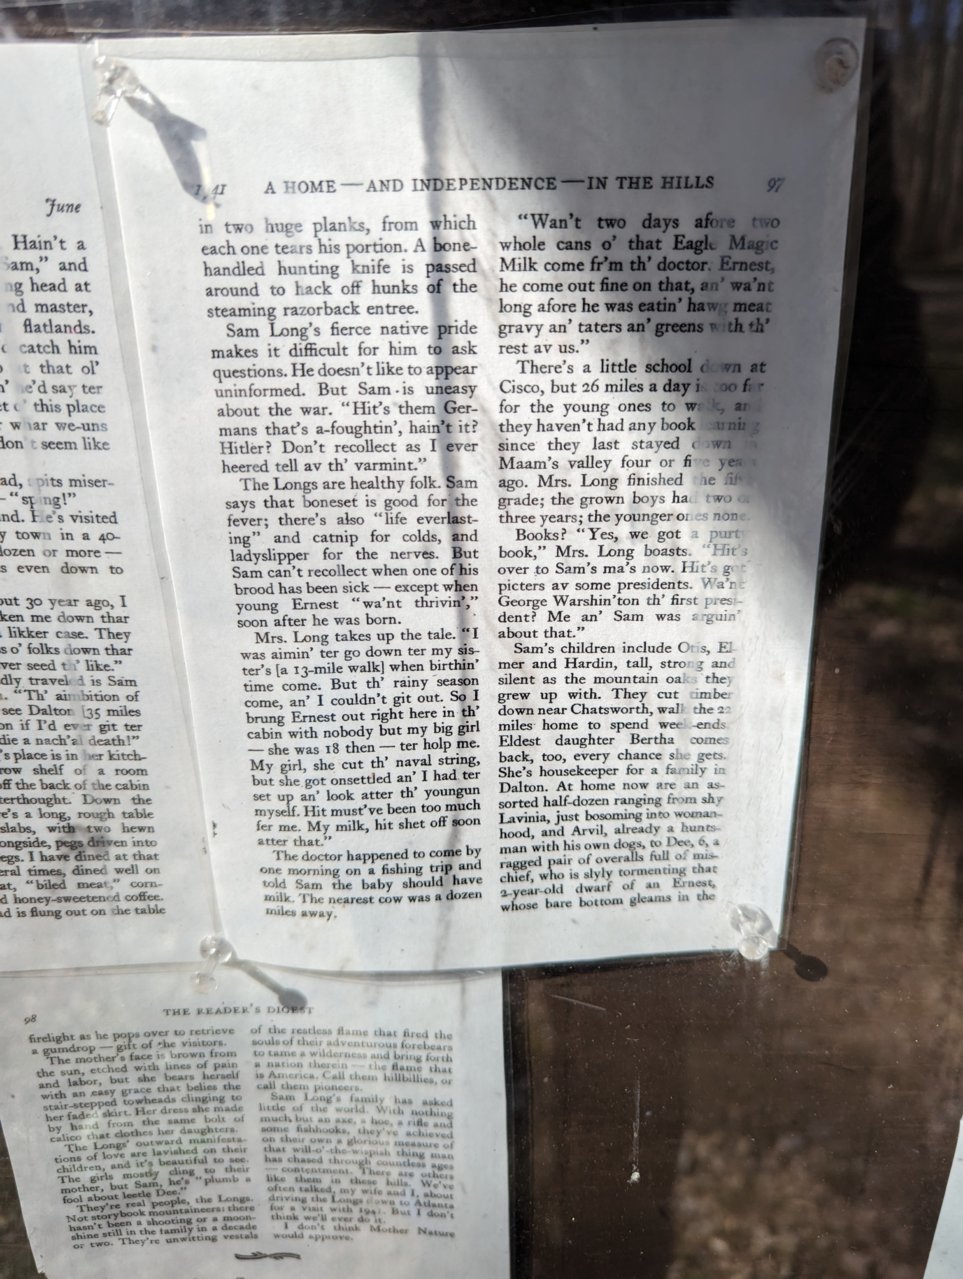 June
Hain't a
and
ng head at
master,
flatlands.
catch him
that ol'
say ter
this place
we-uns
seem like
miser-
He's visited
town in a 40-
dozen or more —
even down to
30 year ago, I
me down thar
likker case. They
o' folks down thar
seed like."
is Sam
"Th' ambition of
see Dalton [35 miles
if I'd ever git ter
die a nach'al death!"
place is in her kitch-
shelf of a room
off the back of the cabin
Down the
a long, rough table
slabs, with two hewn
pegs driven into
I have dined at that
times, dined well on
"biled meat," corn-
honey-sweetened coffee.
is flung out on the table
A HOME — AND INDEPENDENCE — IN THE HILLS 97
in two huge planks, from which
each one tears his portion. A bone-
handled hunting knife is passed
around to hack off hunks of the
steaming razorback entree.
Sam Long's fierce native pride
makes it difficult for him to ask
questions. He doesn't like to appear
uninformed. But Sam is uneasy
about the war. "Hit's them Ger-
mans that's a-foughtin', hain't it?
Hitler? Don't recollect as I ever
heered tell av th' varmint."
The Longs are healthy folk. Sam
says that boneset is good for the
fever; there's also "life everlast-
ing" and catnip for colds, and
ladyslipper for the nerves. But
Sam can't recollect when one of his
brood has been sick — except when
young Ernest "wa'nt thrivin',"
soon after he was born.
Mrs. Long takes up the tale. "I
was aimin' ter go down ter my sis-
ter's [a 13-mile walk] when birthin'
time come. But th' rainy season
come, an' I couldn't git out. So I
brung Ernest out right here in th'
cabin with nobody but my big girl
— she was 18 then — ter help me.
My girl, she cut th' naval string,
but she got onsettled an' I had ter
set up an' look atter th' youngun
myself. Hit must've been too much
fer me. My milk, hit shet off soon
atter that."
The doctor happened to come by
one morning on a fishing trip and
told Sam the baby should have
milk. The nearest cow was a dozen
miles away.
"Wan't two days afore two
whole cans o' that Eagle Magic
Milk come fr'm th' doctor. Ernest,
he come out fine on that, an' wa'nt
long afore he was eatin' hawg meat
gravy an' taters an' greens with th'
rest av us."
There's a little school down at
Cisco, but 26 miles a day is too far
for the young ones to walk, and
they haven't had any book
since they last stayed down in
Maam's valley four or five years
ago. Mrs. Long finished the fifth
grade; the grown boys had two or
three years; the younger ones none.
Books? "Yes, we got a purty
book," Mrs. Long boasts. "Hit's
over to Sam's ma's now. Hit's got
picters av some presidents. Wa'nt
George Warshin'ton th' first presi-
dent? Me an' Sam was arguin'
about that."
Sam's children include Otis, El-
mer and Hardin, tall, strong and
silent as the mountain oaks they
grew up with. They cut timber
down near Chatsworth, walk the 22
miles home to spend week-ends.
Eldest daughter Bertha comes
back, too, every chance she gets.
She's housekeeper for a family in
Dalton. At home now are an as-
sorted half-dozen ranging from shy
Lavinia, just bosoming into woman-
hood, and Arvil, already a hunts-
man with his own dogs, to Dee, 6, a
ragged pair of overalls full of mis-
chief, who is slyly tormenting that
2-year-old dwarf of an Ernest,
whose bare bottom gleams in the
98 THE READER'S DIGEST
firelight as he pops over to retrieve
a gumdrop — gift of the visitors.
The mother's face is brown from
the sun, etched with lines of pain
and labor, but she bears herself
with an easy grace that belies the
stair-stepped towheads clinging to
her faded skirt. Her dress she made
by hand from the same bolt of
calico that clothes her daughters.
The Longs' outward manifesta-
tions of love are lavished on their
children, and it's beautiful to see.
The girls mostly cling to their
mother, but Sam, he's "plumb a
fool about leetle Dee."
They're real people, the Longs.
Not storybook mountaineers: there
hasn't been a shooting or a moon-
shine still in the family in a decade
or two. They're unwitting vestals
of the restless flame that fired the
souls of their adventurous forebears
to tame a wilderness and bring forth
a nation therein — the flame that
is America. Call them hillbillies, or
call them pioneers.
Sam Long's family has asked
little of the world. With nothing
much but an axe, a hoe, a rifle and
some fishhooks, they've achieved
on their own a glorious measure of
that will-o'-the-wispish thing man
has chased through countless ages
— contentment. There are others
like them in these hills. We've
often talked, my wife and I, about
driving the Longs down to Atlanta
for a visit with 1941. But I don't
think we'll ever do it.
I don't think Mother Nature
would approve.